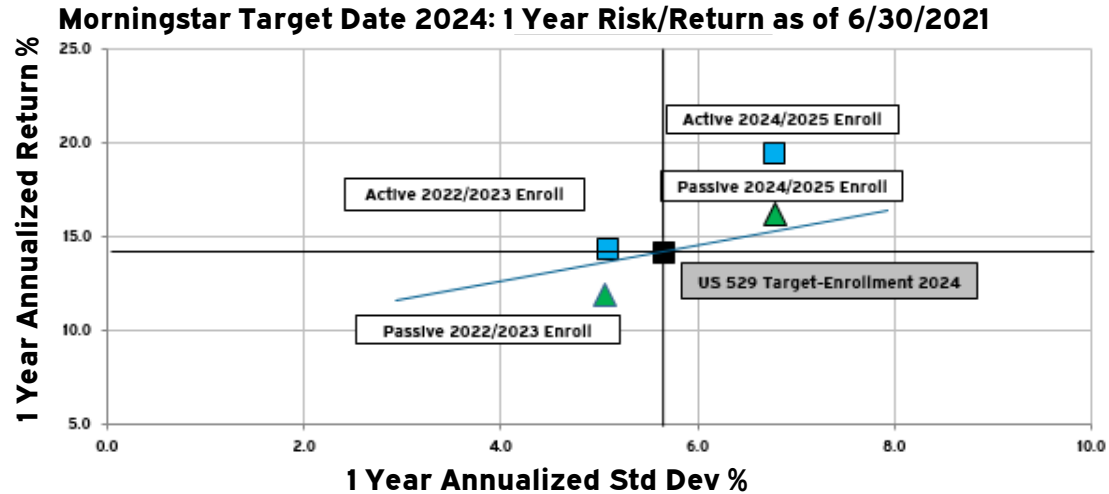 Morningstar Target Date 2024: 1 Year Risk/Return as of 6/30/2021
1 Year Annualized Return %
25.0
20.0
15.0
10.0
5.0
Active 2024/2025 Enroll
Passive 2024/2025 Enroll
Active 2022/2023 Enroll
US 529 Target-Enrollment 2024
Passive 2022/2023 Enroll
0.0
2.0
4.0
6.0
8.0
10.0
1 Year Annualized Std Dev %